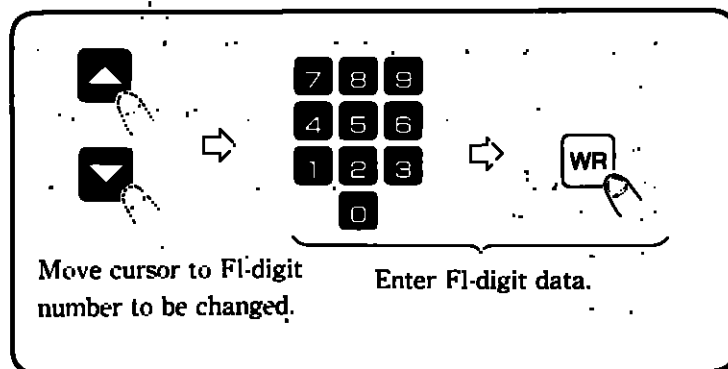 7 8 9
4 5 6
1 2 3
0
WR
Move cursor to Fl-digit
number to be changed.
Enter Fl-digit data.